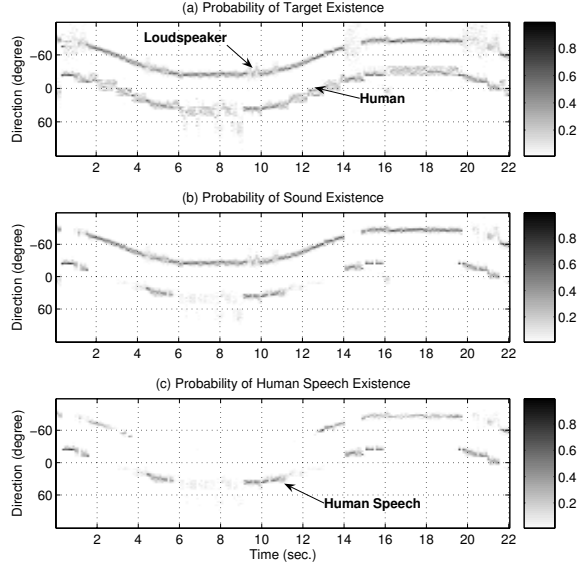 (a) Probability of Target Existence
Loudspeaker
Human
Direction (degree)
−60
0
60
2 4 6 8 10 12 14 16 18 20 22
0.8
0.6
0.4
0.2
(b) Probability of Sound Existence
Direction (degree)
−60
0
60
2 4 6 8 10 12 14 16 18 20 22
0.8
0.6
0.4
0.2
(c) Probability of Human Speech Existence
Human Speech
Direction (degree)
−60
0
60
2 4 6 8 10 12 14 16 18 20 22
Time (sec.)
0.8
0.6
0.4
0.2